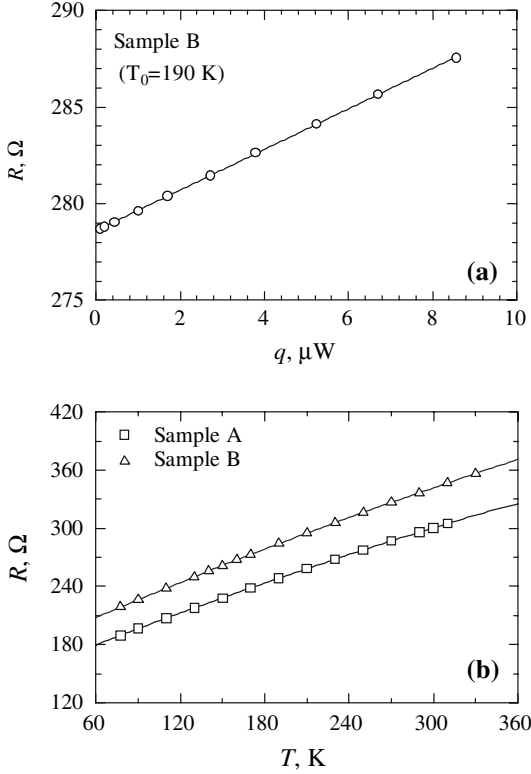 290
Sample B
(T₀=190 K)
285
R, Ω
280
275
(a)
0 2 4 6 8 10
q, μW
420
Sample A
Sample B
360
R, Ω
300
240
180
120
(b)
60 120 180 240 300 360
T, K